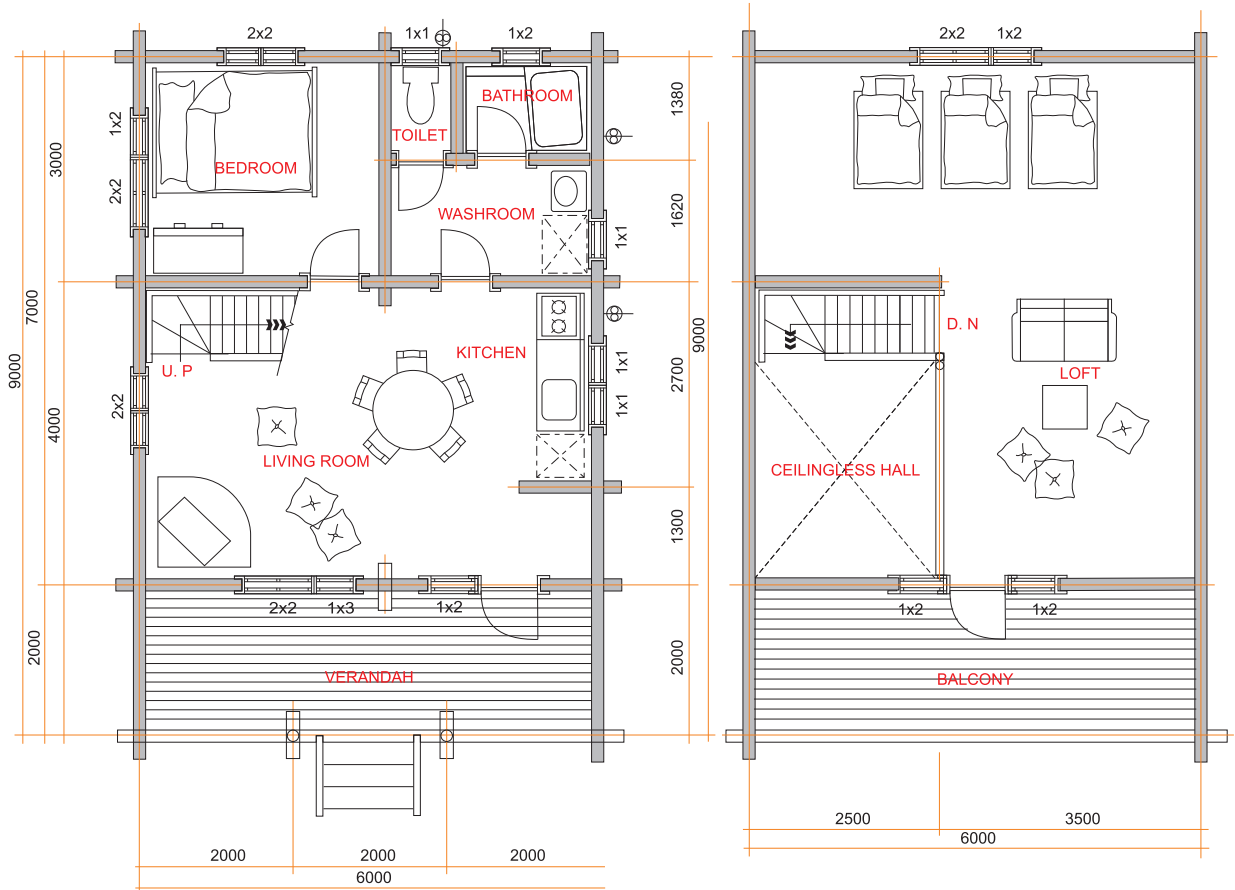 2x2
1x1
1x2
2x2
1x2
BATHROOM
1380
TOILET
1x2
BEDROOM
3000
2x2
WASHROOM
1620
1x1
7000
D. N
9000
KITCHEN
1x1
2700
U. P
LOFT
9000
2x2
1x1
4000
LIVING ROOM
CEILINGLESS HALL
1300
2x2
1x3
1x2
1x2
1x2
2000
2000
VERANDAH
BALCONY
2500
3500
6000
2000
2000
2000
6000